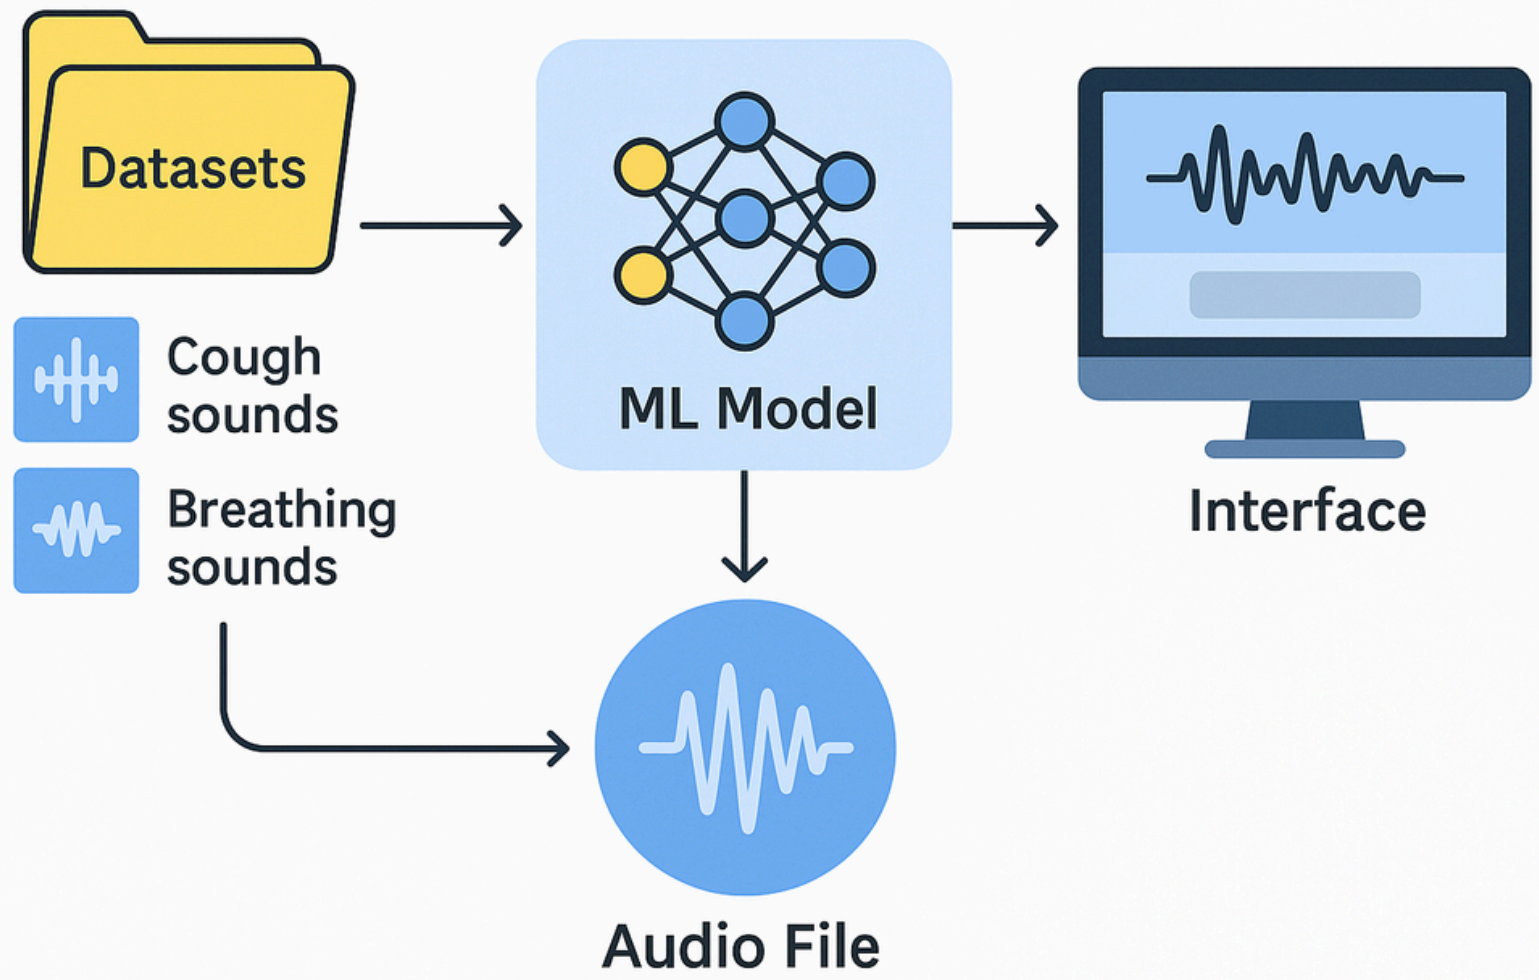 Datasets
Cough
sounds
Breathing
sounds
ML Model
Interface
Audio File